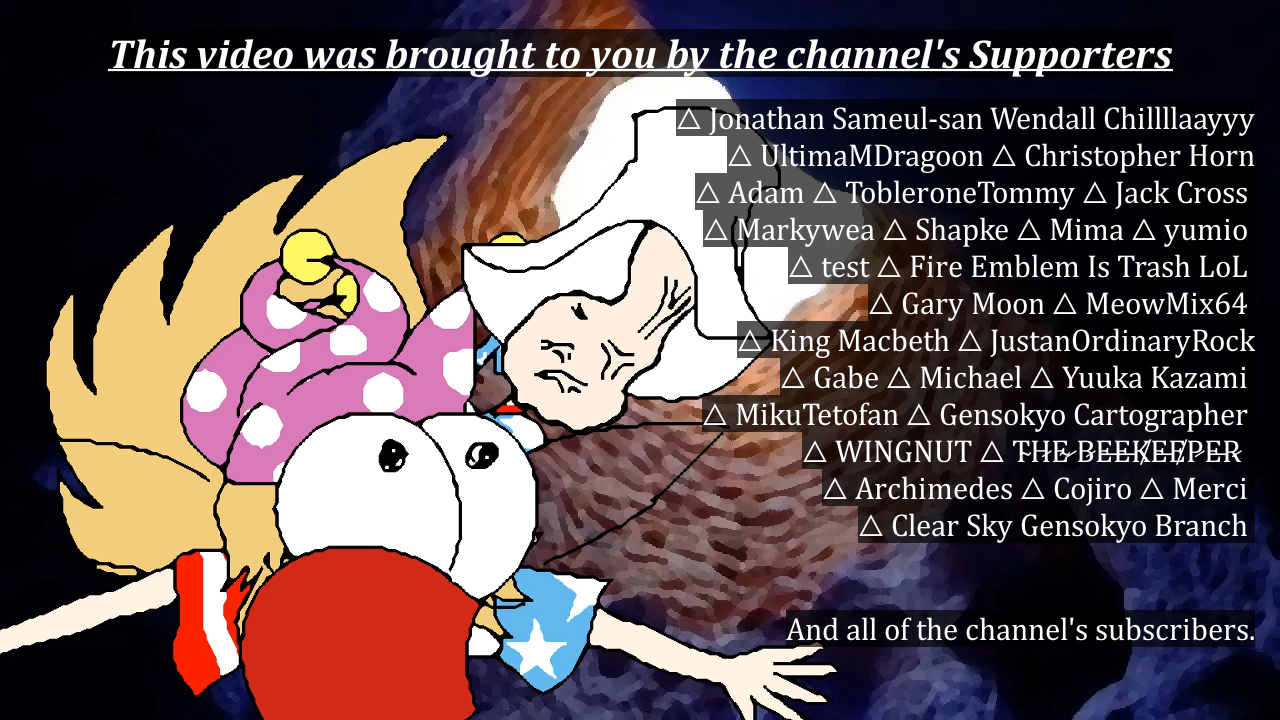 This video was brought to you by the channel's Supporters
△ Jonathan Sameul-san Wendall Chillllaayyy
△ UltimaMDragoon △ Christopher Horn
△ Adam △ TobleroneTommy △ Jack Cross
△ Markywea △ Shapke △ Mima △ yumio
△ test △ Fire Emblem Is Trash LoL
△ Gary Moon △ MeowMix64
△ King Macbeth △ JustanOrdinaryRock
△ Gabe △ Michael △ Yuuka Kazami
△ MikuTetofan △ Gensokyo Cartographer
△ WINGNUT △ THE BEEKEEPER
△ Archimedes △ Cojiro △ Merci
△ Clear Sky Gensokyo Branch
And all of the channel's subscribers.